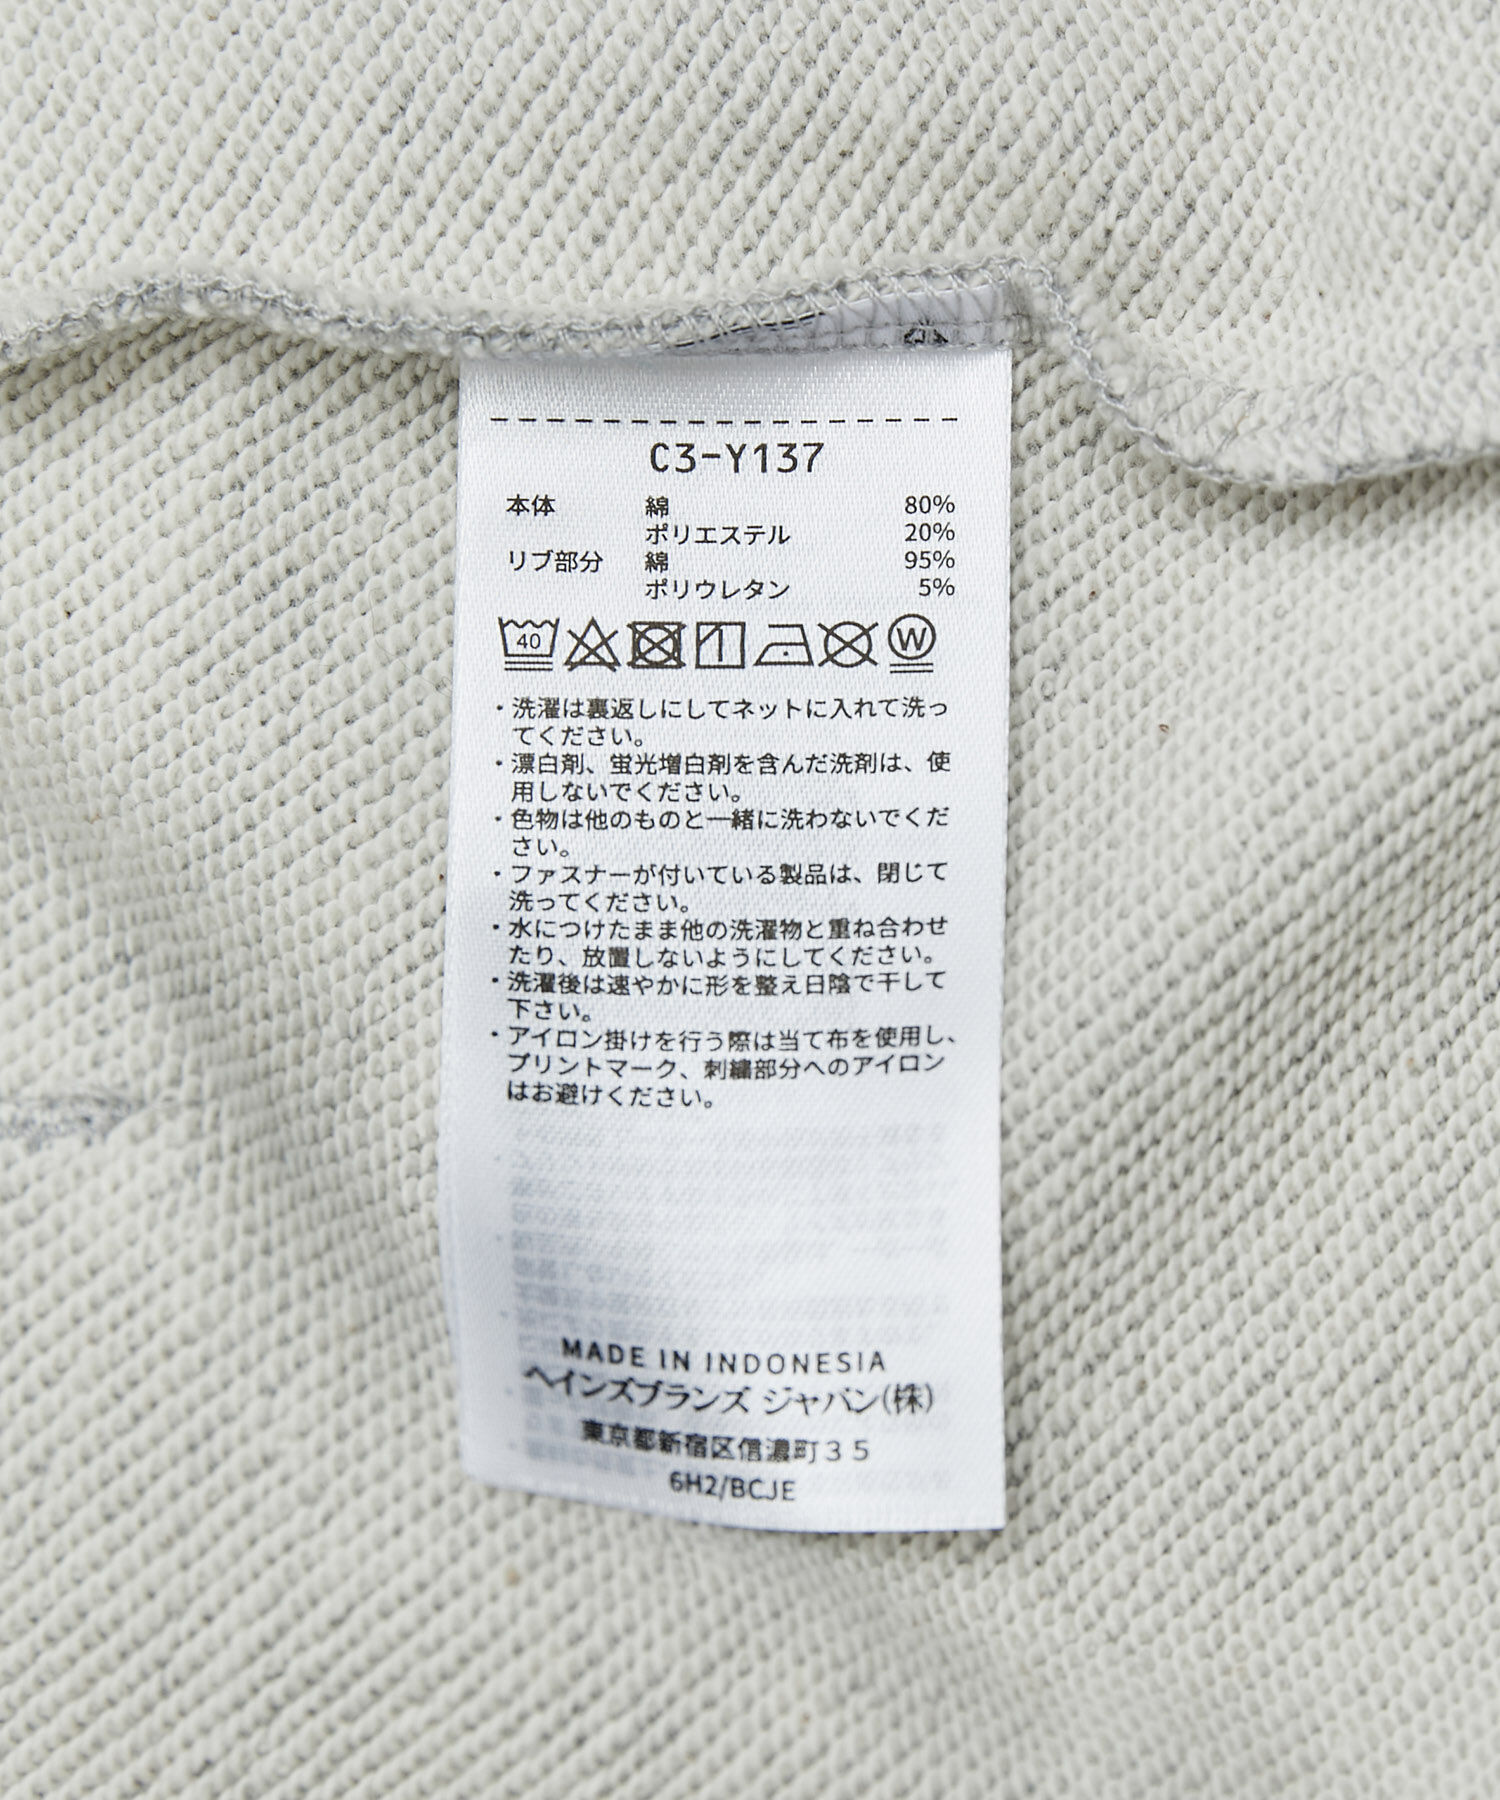 C3-Y137
本体 綿 80%
ポリエステル 20%
リブ部分 綿 95%
ポリウレタン 5%
40 W
・洗濯は裏返しにしてネットに入れて洗っ
てください。
・漂白剤、蛍光増白剤を含んだ洗剤は、使
用しないでください。
・色物は他のものと一緒に洗わないでくだ
さい。
・ファスナーが付いている製品は、閉じて
洗ってください。
・水につけたまま他の洗濯物と重ね合わせ
たり、放置しないようにしてください。
・洗濯後は速やかに形を整え日陰で干して
下さい。
・アイロン掛けを行う際は当て布を使用し、
プリントマーク、刺繍部分へのアイロン
はお避けください。
MADE IN INDONESIA
ヘインズブランズ ジャパン(株)
東京都新宿区信濃町３５
6H2/BCJE